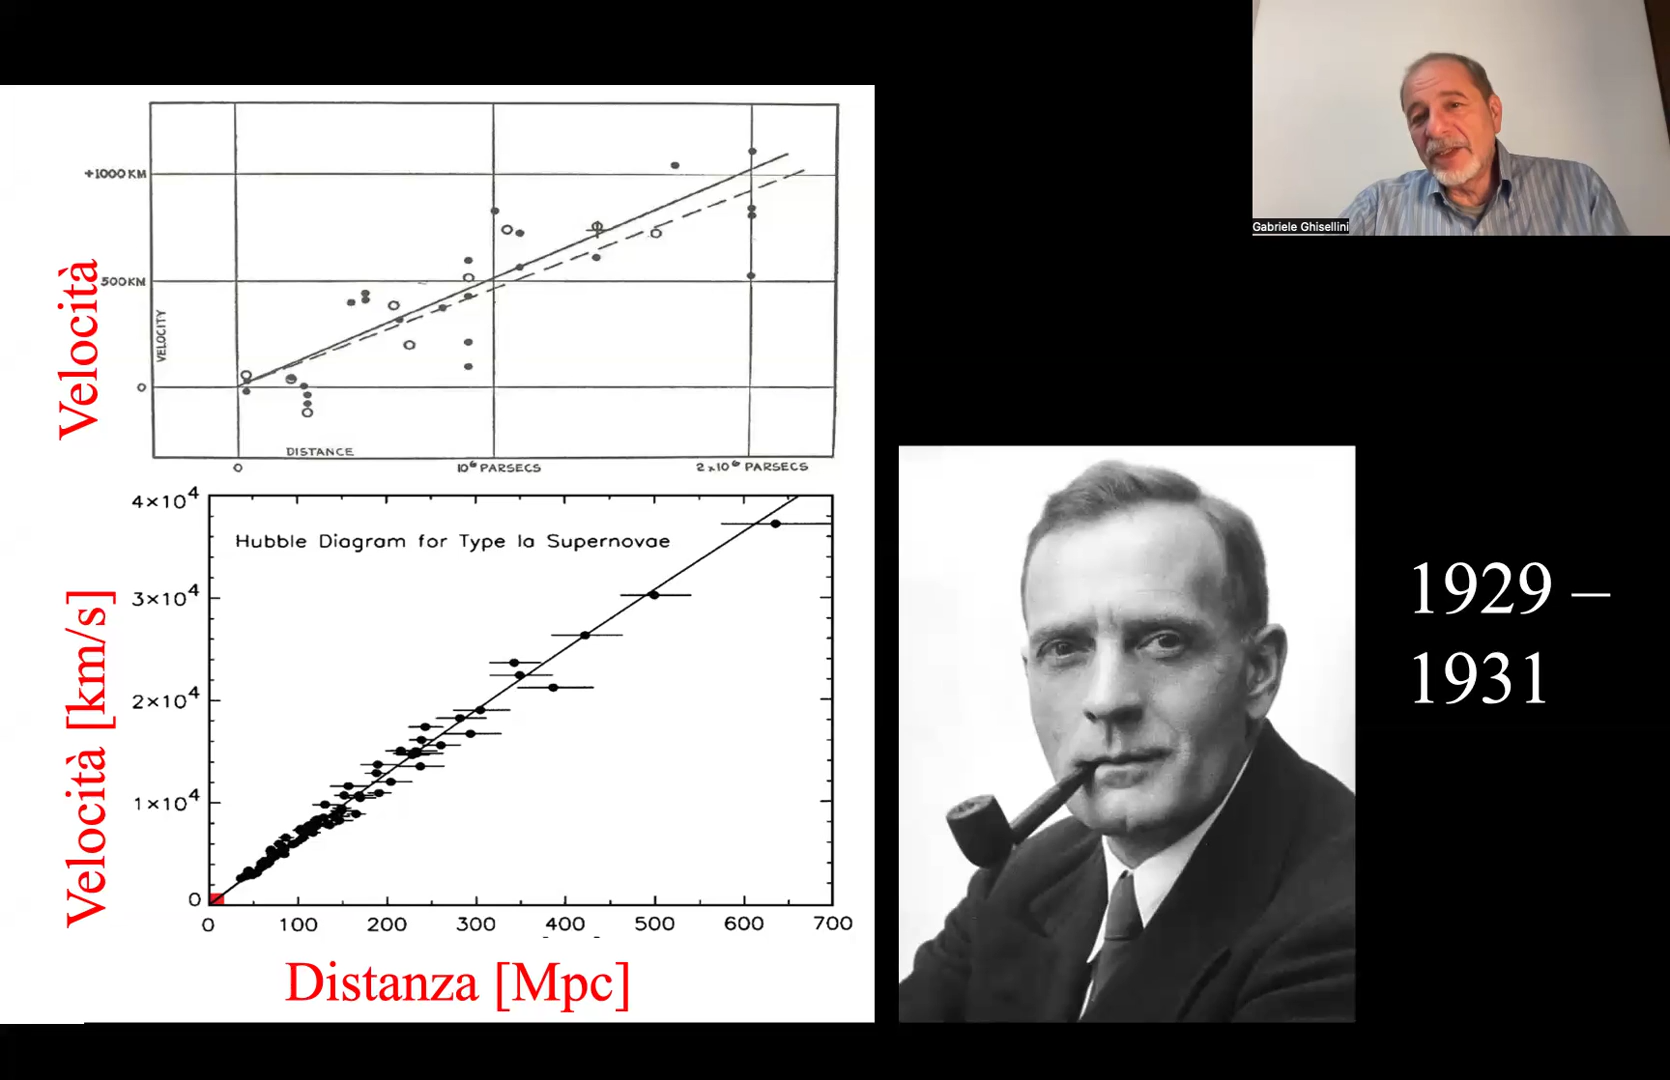 Gabriele Ghisellini
Velocità
+1000 KM
500 KM
0
VELOCITY
DISTANCE
0
10⁶ PARSECS
2 x 10⁶ PARSECS
Velocità [km/s]
Hubble Diagram for Type Ia Supernovae
4×10⁴
3×10⁴
2×10⁴
1×10⁴
0
0 100 200 300 400 500 600 700
Distanza [Mpc]
1929 –
1931